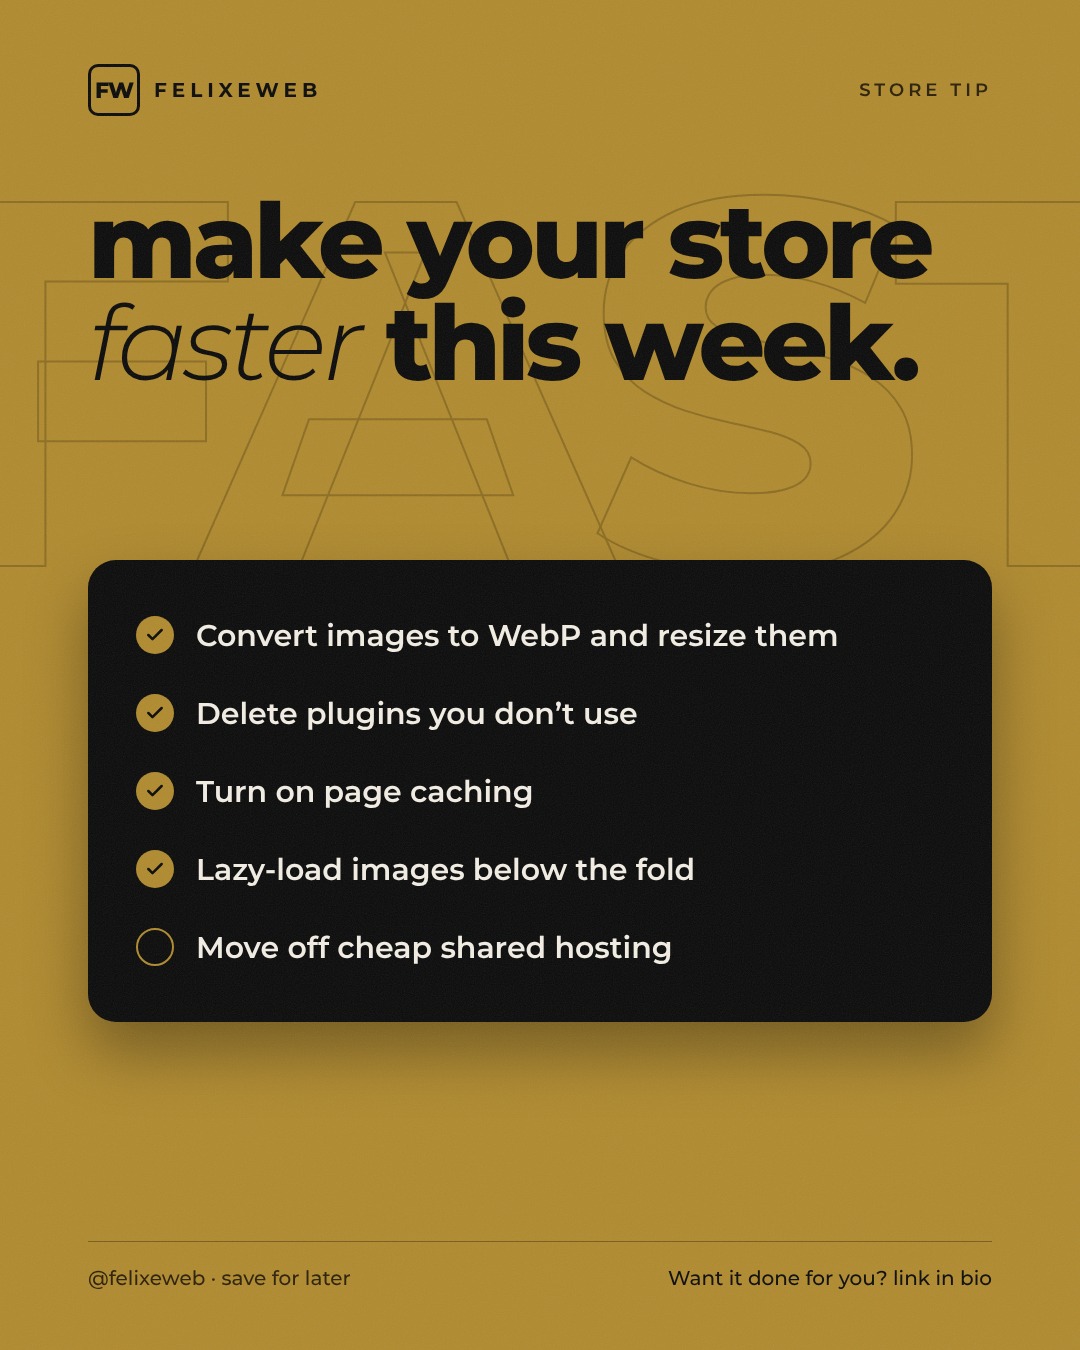 FW FELIXEWEB
STORE TIP
FAST
make your store
faster this week.
Convert images to WebP and resize them
Delete plugins you don’t use
Turn on page caching
Lazy-load images below the fold
Move off cheap shared hosting
@felixeweb · save for later
Want it done for you? link in bio